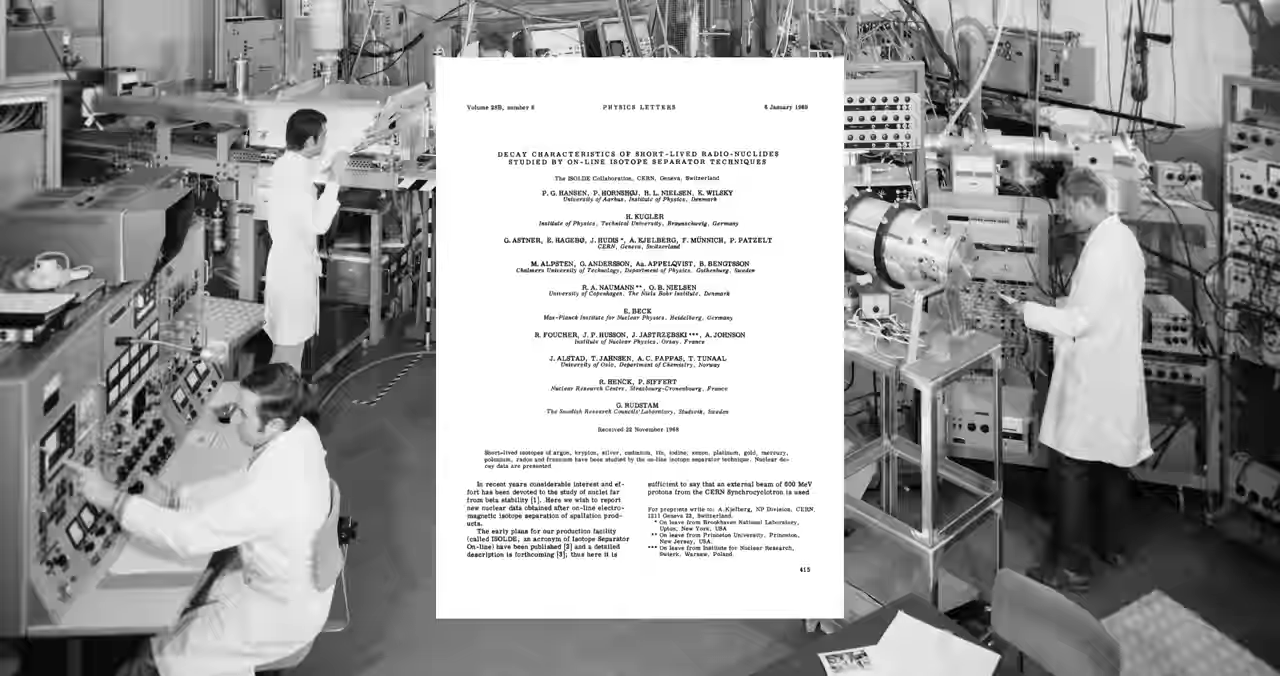 Volume 28B, number 6 PHYSICS LETTERS 6 January 1969
DECAY CHARACTERISTICS OF SHORT-LIVED RADIO-NUCLIDES
STUDIED BY ON-LINE ISOTOPE SEPARATOR TECHNIQUES
The ISOLDE Collaboration, CERN, Geneva, Switzerland
P. G. HANSEN, P. HORNSHØJ, H. L. NIELSEN, E. WILSKY
University of Aarhus, Institute of Physics, Denmark
H. KUGLER
Institute of Physics, Technical University, Braunschweig, Germany
G. ASTNER, E. HAGEBØ, J. HUDIS *, A. KJELBERG, F. MÜNNICH, P. PATZELT
CERN, Geneva, Switzerland
M. ALPSTEN, G. ANDERSSON, Aa. APPELQVIST, B. BENGTSSON
Chalmers University of Technology, Department of Physics, Gothenburg, Sweden
R. A. NAUMANN **, O. B. NIELSEN
University of Copenhagen, The Niels Bohr Institute, Denmark
E. BECK
Max-Planck Institute for Nuclear Physics, Heidelberg, Germany
R. FOUCHER, J. P. HUSSON, J. JASTRZĘBSKI ***, A. JOHNSON
Institute of Nuclear Physics, Orsay, France
J. ALSTAD, T. JAHNSEN, A. C. PAPPAS, T. TUNAAL
University of Oslo, Department of Chemistry, Norway
R. HENCK, P. SIFFERT
Nuclear Research Centre, Strasbourg-Cronenbourg, France
G. RUDSTAM
The Swedish Research Councils' Laboratory, Studsvik, Sweden
Received 22 November 1968
Short-lived isotopes of argon, krypton, silver, cadmium, tin, iodine, xenon, platinum, gold, mercury,
polonium, radon and francium have been studied by the on-line isotope separator technique. Nuclear de-
cay data are presented
In recent years considerable interest and ef-
fort has been devoted to the study of nuclei far
from beta stability [1]. Here we wish to report
new nuclear data obtained after on-line electro-
magnetic isotope separation of spallation prod-
ucts.
The early plans for our production facility
(called ISOLDE, an acronym of Isotope Separator
On-line) have been published [2] and a detailed
description is forthcoming [3]; thus here it is
sufficient to say that an external beam of 600 MeV
protons from the CERN Synchrocyclotron is used
For preprints write to: A. Kjelberg, NP Division, CERN,
1211 Geneva 23, Switzerland.
* On leave from Brookhaven National Laboratory,
Upton, New York, USA
** On leave from Princeton University, Princeton,
New Jersey, USA.
*** On leave from Institute for Nuclear Research,
Swierk, Warsaw, Poland.
415